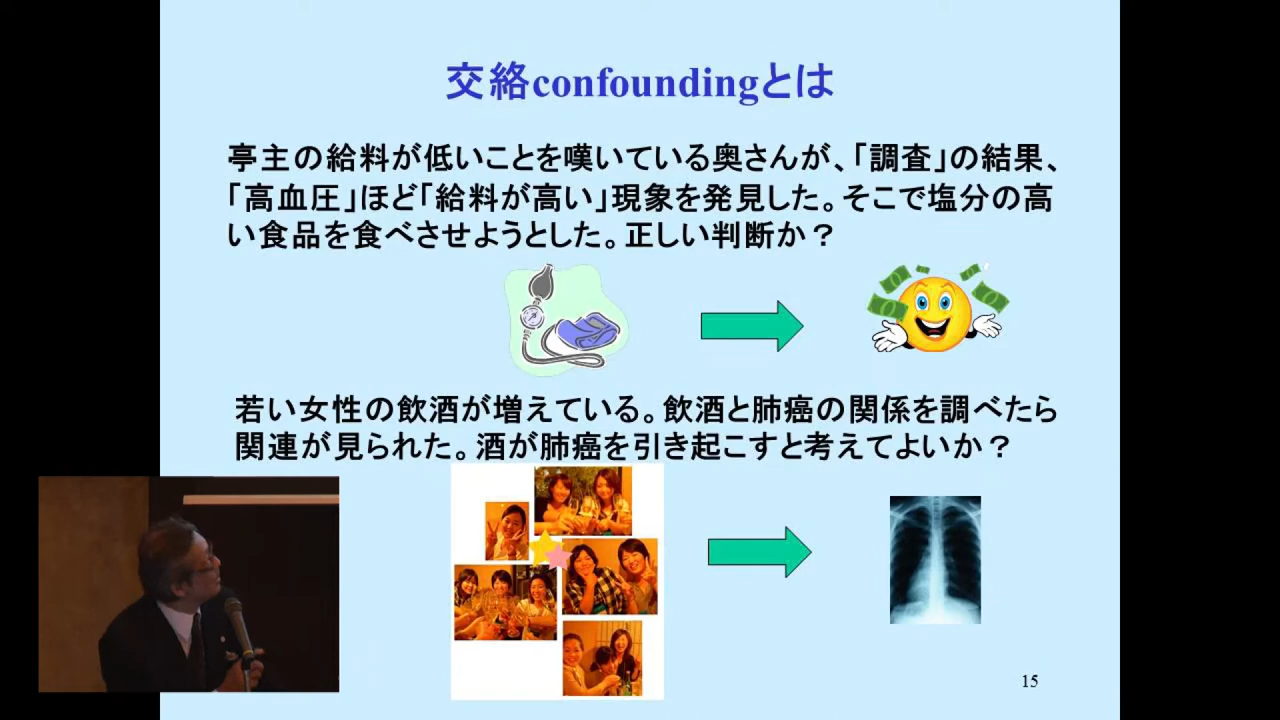 交絡confoundingとは
亭主の給料が低いことを嘆いている奥さんが、「調査」の結果、
「高血圧」ほど「給料が高い」現象を発見した。そこで塩分の高
い食品を食べさせようとした。正しい判断か？
若い女性の飲酒が増えている。飲酒と肺癌の関係を調べたら
関連が見られた。酒が肺癌を引き起こすと考えてよいか？
15